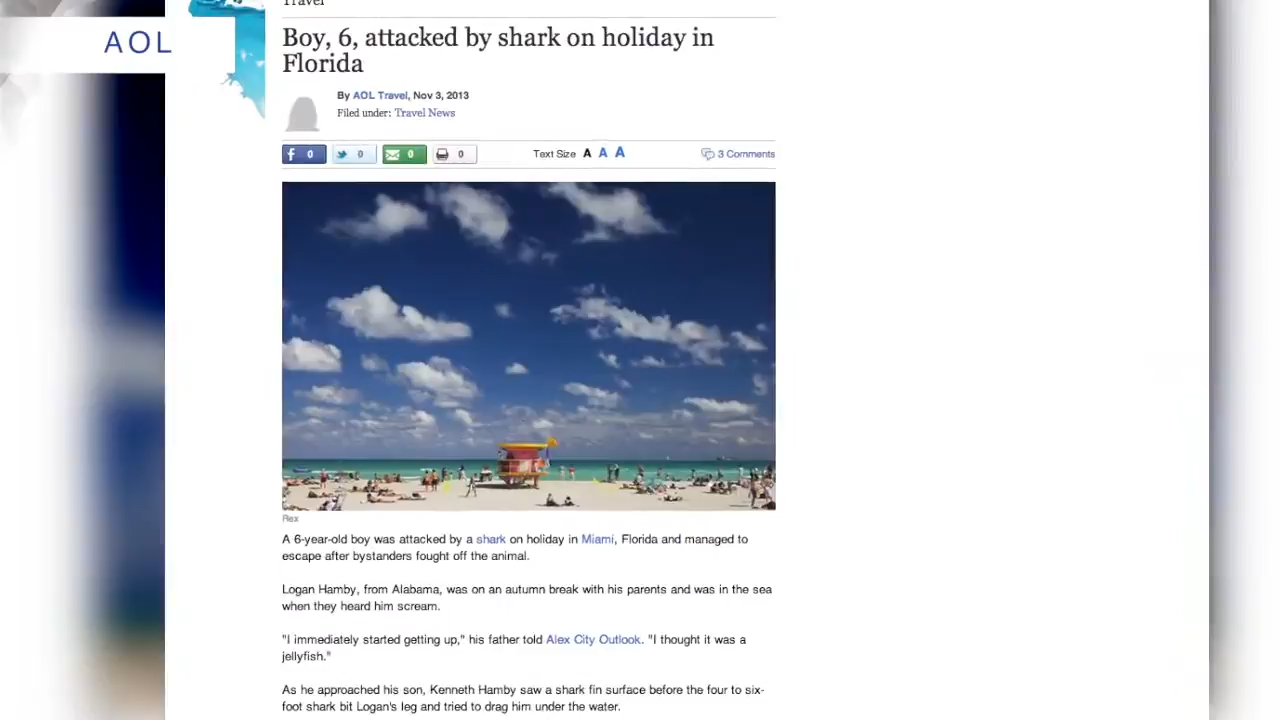 Travel
AOL
Boy, 6, attacked by shark on holiday in
Florida
By AOL Travel, Nov 3, 2013
Filed under: Travel News
f 0
0
0
0
Text Size A A A
3 Comments
Rex
A 6-year-old boy was attacked by a shark on holiday in Miami, Florida and managed to
escape after bystanders fought off the animal.
Logan Hamby, from Alabama, was on an autumn break with his parents and was in the sea
when they heard him scream.
"I immediately started getting up," his father told Alex City Outlook. "I thought it was a
jellyfish."
As he approached his son, Kenneth Hamby saw a shark fin surface before the four to six-
foot shark bit Logan's leg and tried to drag him under the water.